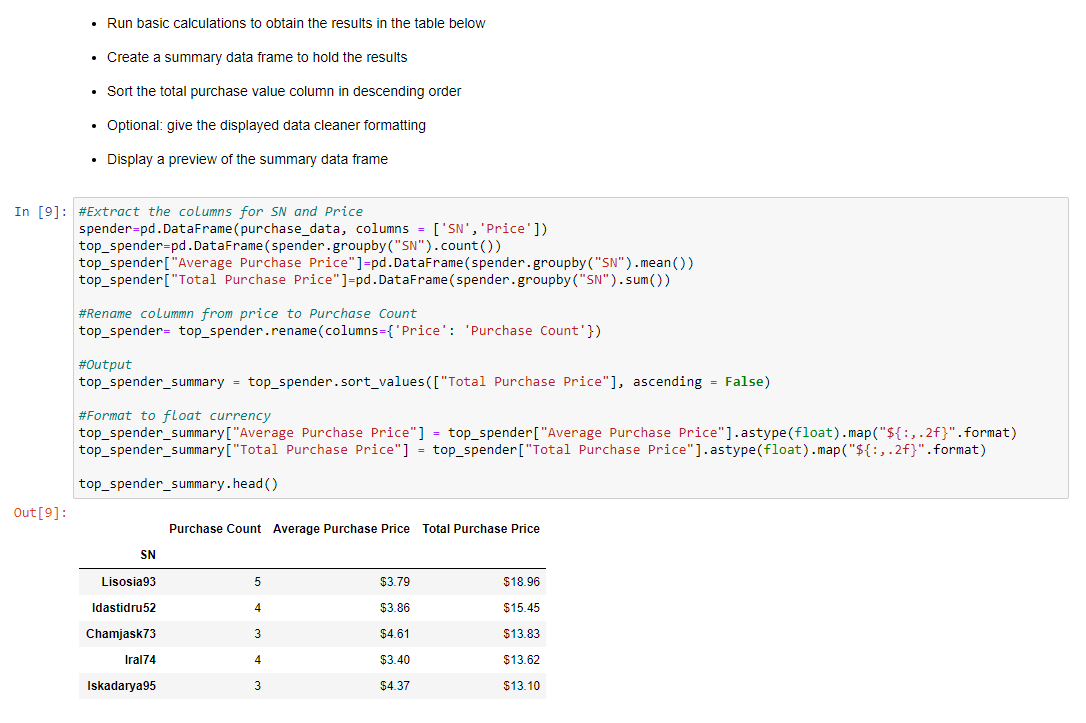 • Run basic calculations to obtain the results in the table below
• Create a summary data frame to hold the results
• Sort the total purchase value column in descending order
• Optional: give the displayed data cleaner formatting
• Display a preview of the summary data frame
In [9]: #Extract the columns for SN and Price
spender=pd.DataFrame(purchase_data, columns = ['SN','Price'])
top_spender=pd.DataFrame(spender.groupby("SN").count())
top_spender["Average Purchase Price"]=pd.DataFrame(spender.groupby("SN").mean())
top_spender["Total Purchase Price"]=pd.DataFrame(spender.groupby("SN").sum())
#Rename colummn from price to Purchase Count
top_spender= top_spender.rename(columns={'Price': 'Purchase Count'})
#Output
top_spender_summary = top_spender.sort_values(["Total Purchase Price"], ascending = False)
#Format to float currency
top_spender_summary["Average Purchase Price"] = top_spender["Average Purchase Price"].astype(float).map("${:,.2f}".format)
top_spender_summary["Total Purchase Price"] = top_spender["Total Purchase Price"].astype(float).map("${:,.2f}".format)
top_spender_summary.head()
Out[9]:
Purchase Count Average Purchase Price Total Purchase Price
SN
Lisosia93 5 $3.79 $18.96
Idastidru52 4 $3.86 $15.45
Chamjask73 3 $4.61 $13.83
Iral74 4 $3.40 $13.62
Iskadarya95 3 $4.37 $13.10